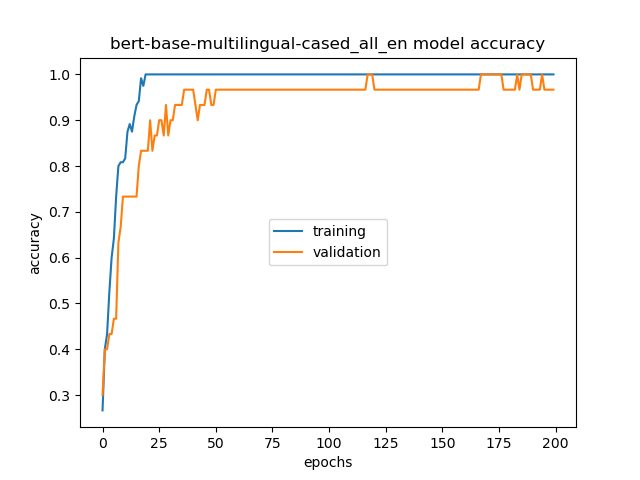 bert-base-multilingual-cased_all_en model accuracy
1.0
0.9
0.8
0.7
0.6
0.5
0.4
0.3
accuracy
training
validation
0 25 50 75 100 125 150 175 200
epochs